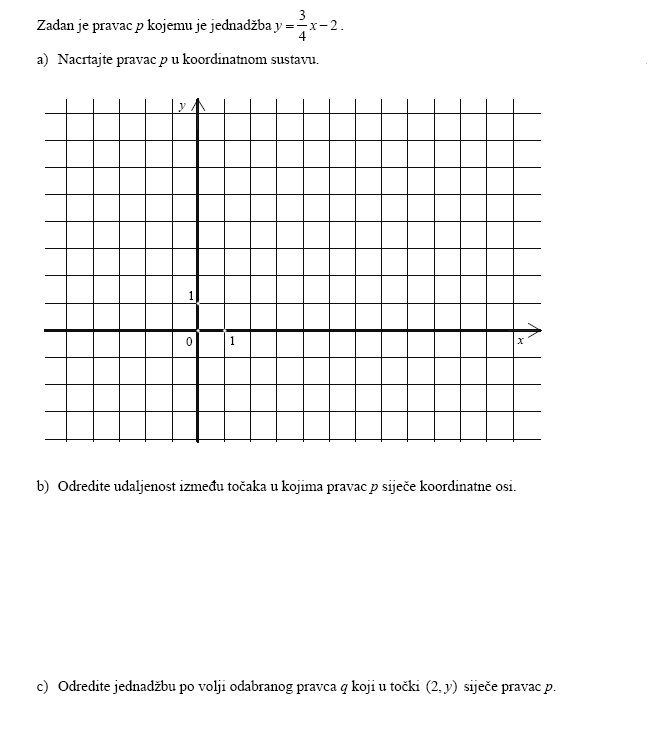 Zadan je pravac p kojemu je jednadžba y = 3/4 x − 2 .
a) Nacrtajte pravac p u koordinatnom sustavu.
y
1
0 1 x
b) Odredite udaljenost između točaka u kojima pravac p siječe koordinatne osi.
c) Odredite jednadžbu po volji odabranog pravca q koji u točki (2, y) siječe pravac p.